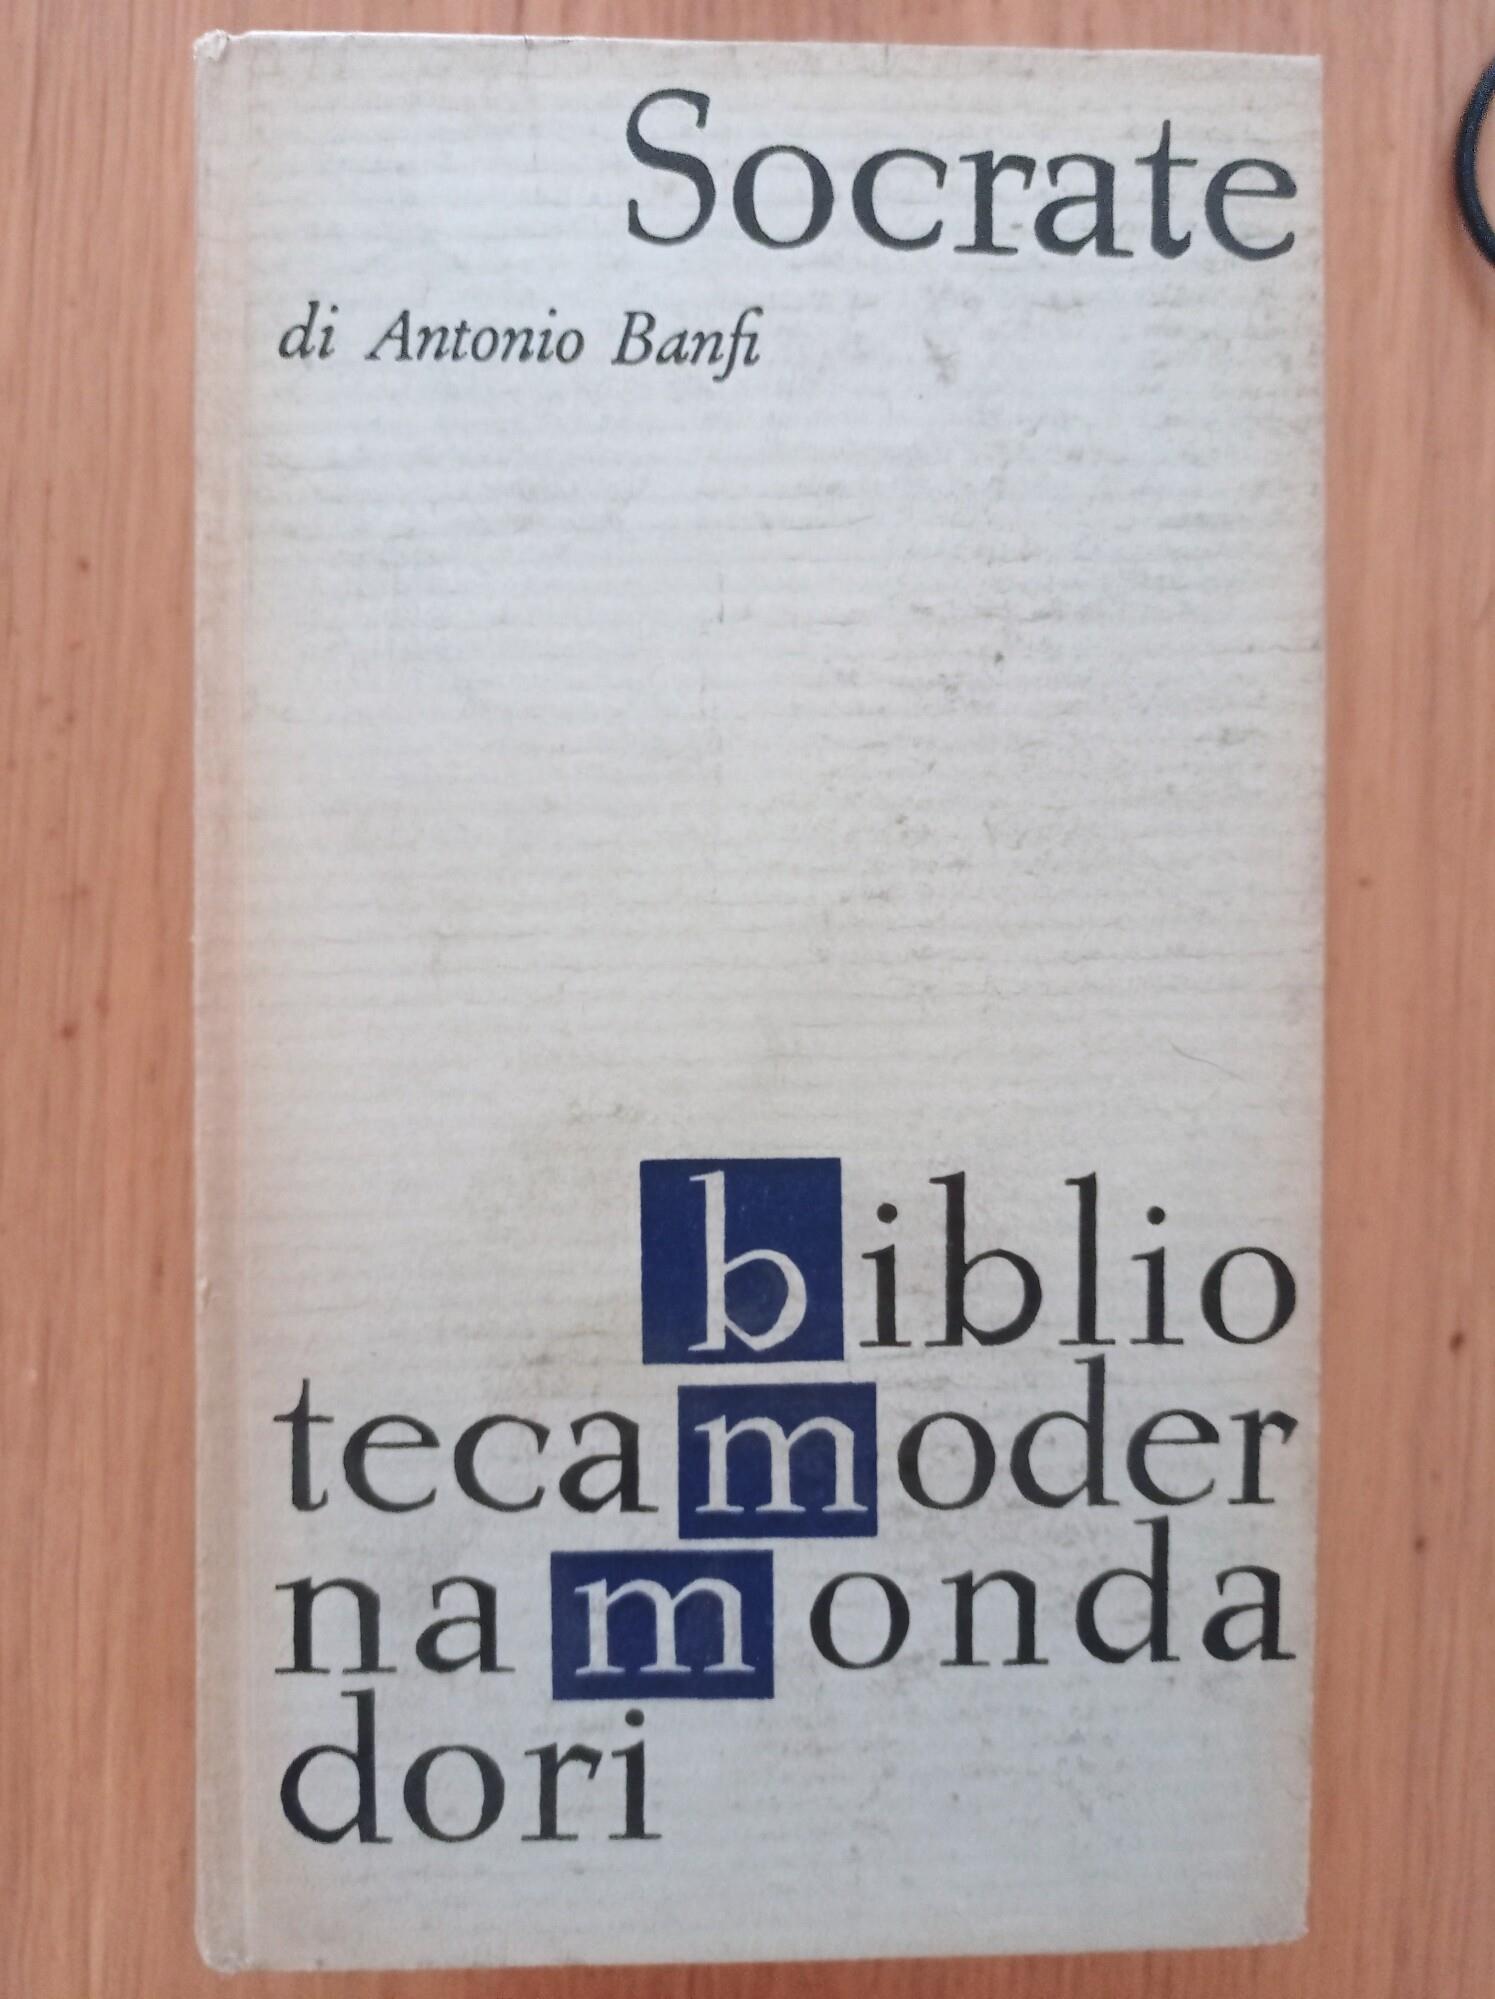 Socrate
di Antonio Banfi
biblio
tecamoder
namonda
dori